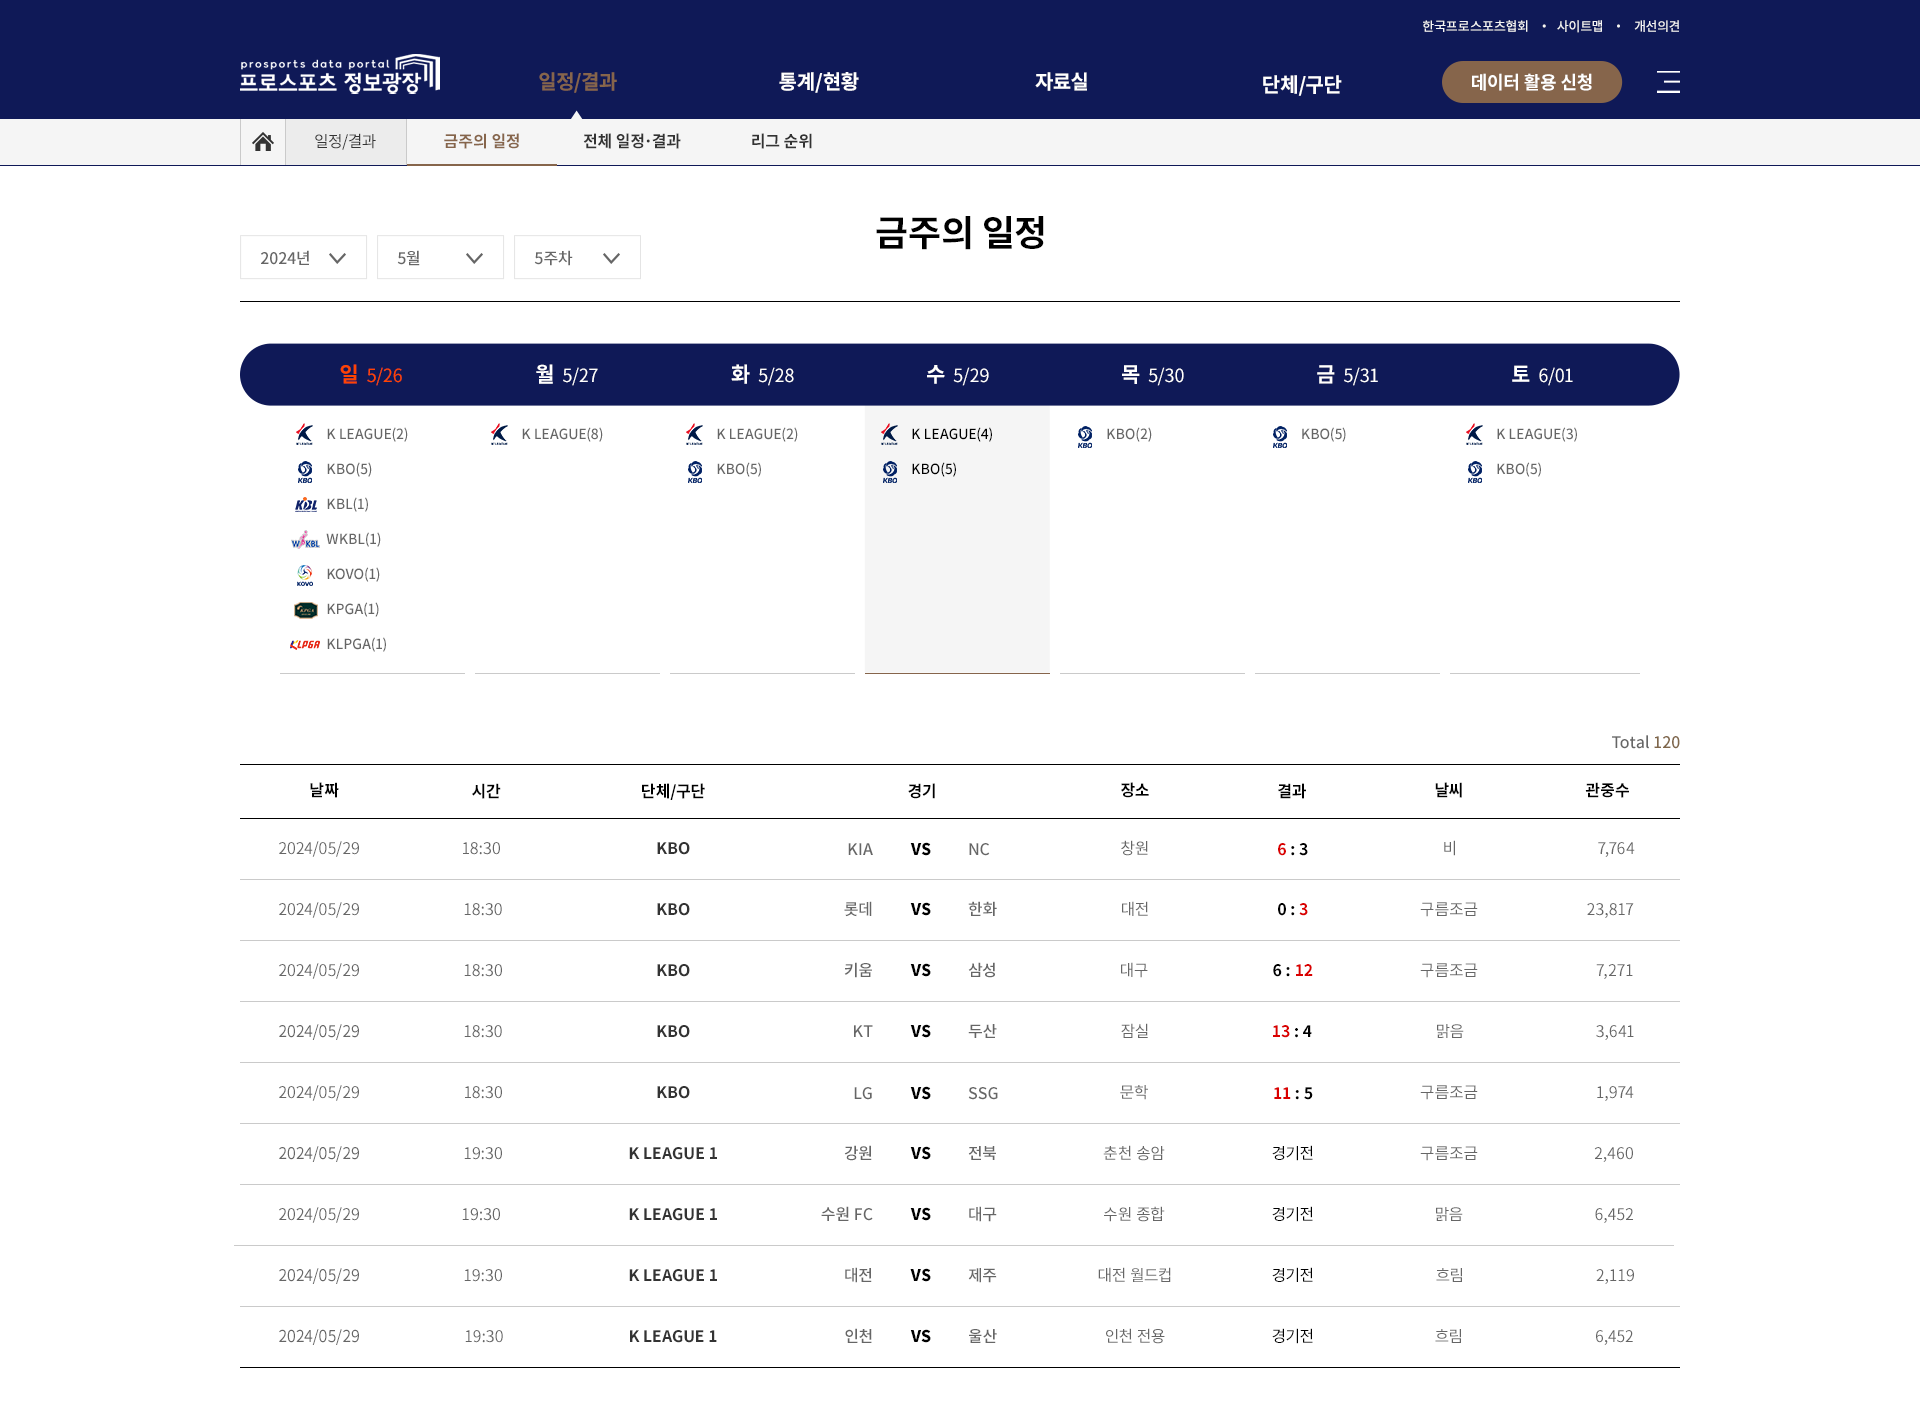 한국프로스포츠협회 • 사이트맵 • 개선의견
prosports data portal
프로스포츠 정보광장
일정/결과 통계/현황 자료실 단체/구단 데이터 활용 신청
일정/결과 금주의 일정 전체 일정·결과 리그 순위
금주의 일정
2024년 5월 5주차
일 5/26 월 5/27 화 5/28 수 5/29 목 5/30 금 5/31 토 6/01
K LEAGUE(2) K LEAGUE(8) K LEAGUE(2) K LEAGUE(4) KBO KBO(2) KBO KBO(5) K LEAGUE(3)
KBO KBO(5) KBO KBO(5) KBO KBO(5) KBO KBO(5)
KBL KBL(1)
WKBL WKBL(1)
KOVO KOVO(1)
KPGA(1)
KLPGA KLPGA(1)
Total 120
날짜 시간 단체/구단 경기 장소 결과 날씨 관중수
2024/05/29 18:30 KBO KIA VS NC 창원 6 : 3 비 7,764
2024/05/29 18:30 KBO 롯데 VS 한화 대전 0 : 3 구름조금 23,817
2024/05/29 18:30 KBO 키움 VS 삼성 대구 6 : 12 구름조금 7,271
2024/05/29 18:30 KBO KT VS 두산 잠실 13 : 4 맑음 3,641
2024/05/29 18:30 KBO LG VS SSG 문학 11 : 5 구름조금 1,974
2024/05/29 19:30 K LEAGUE 1 강원 VS 전북 춘천 송암 경기전 구름조금 2,460
2024/05/29 19:30 K LEAGUE 1 수원 FC VS 대구 수원 종합 경기전 맑음 6,452
2024/05/29 19:30 K LEAGUE 1 대전 VS 제주 대전 월드컵 경기전 흐림 2,119
2024/05/29 19:30 K LEAGUE 1 인천 VS 울산 인천 전용 경기전 흐림 6,452